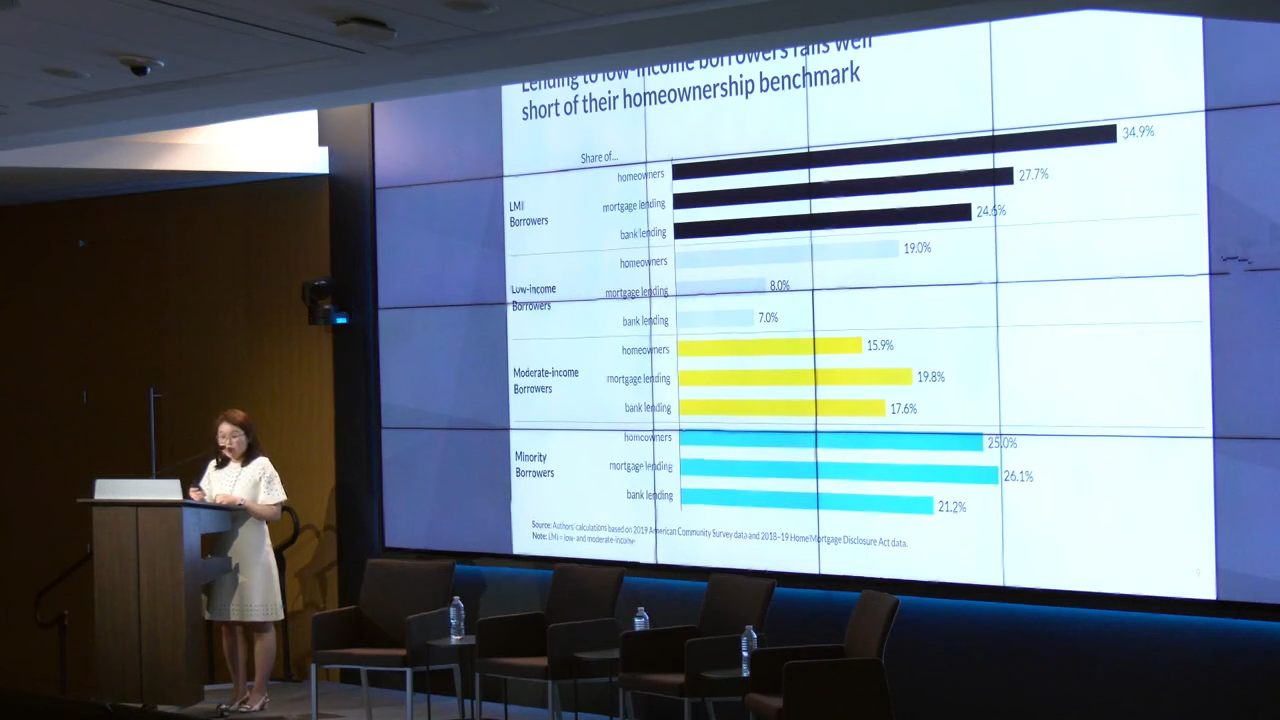 Lending to low-income borrowers falls well
short of their homeownership benchmark
Share of...
LMI
Borrowers
homeowners 34.9%
mortgage lending 27.7%
bank lending 24.6%
Low-income
Borrowers
homeowners 19.0%
mortgage lending 8.0%
bank lending 7.0%
Moderate-income
Borrowers
homeowners 15.9%
mortgage lending 19.8%
bank lending 17.6%
Minority
Borrowers
homeowners 25.0%
mortgage lending 26.1%
bank lending 21.2%
Source: Authors' calculations based on 2019 American Community Survey data and 2018–19 Home Mortgage Disclosure Act data.
Note: LMI = low- and moderate-income.
9